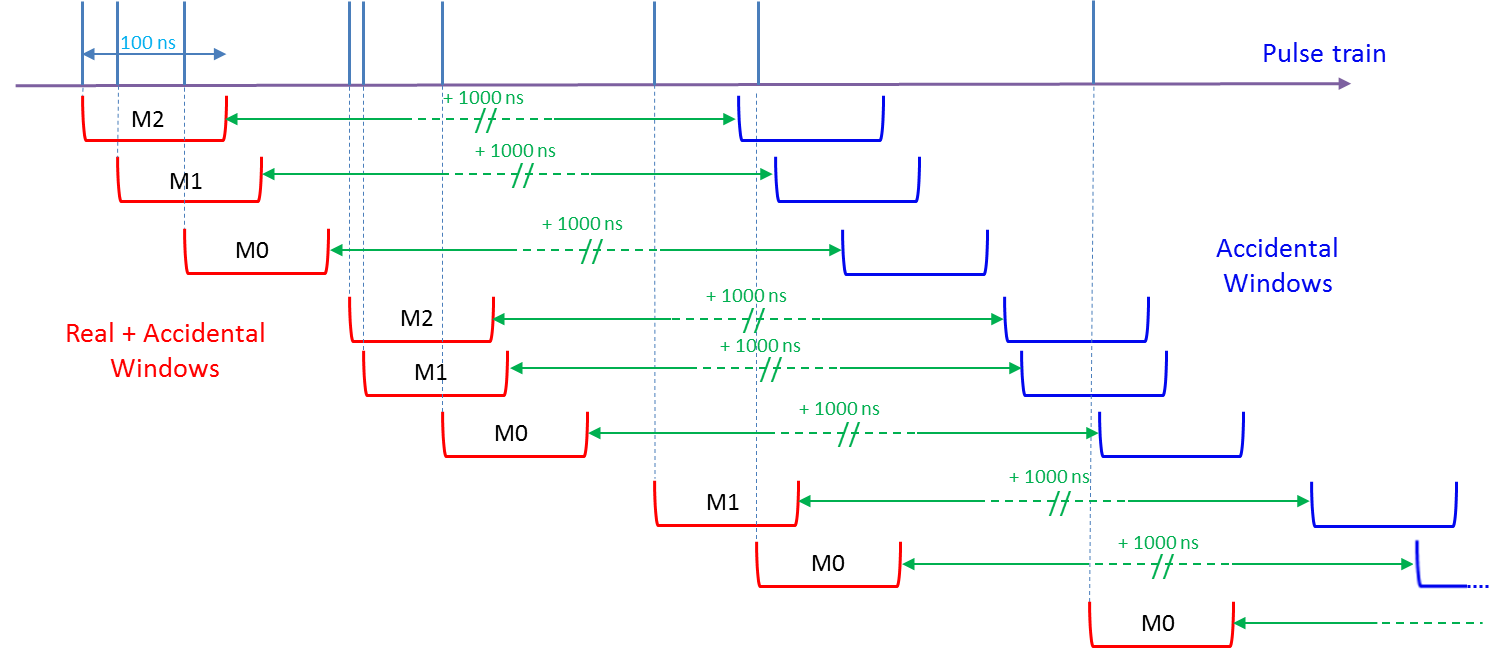 100 ns
Pulse train
+ 1000 ns
M2
+ 1000 ns
M1
+ 1000 ns
M0
Accidental
Windows
+ 1000 ns
M2
Real + Accidental
Windows
+ 1000 ns
M1
+ 1000 ns
M0
+ 1000 ns
M1
+ 1000 ns
M0
M0